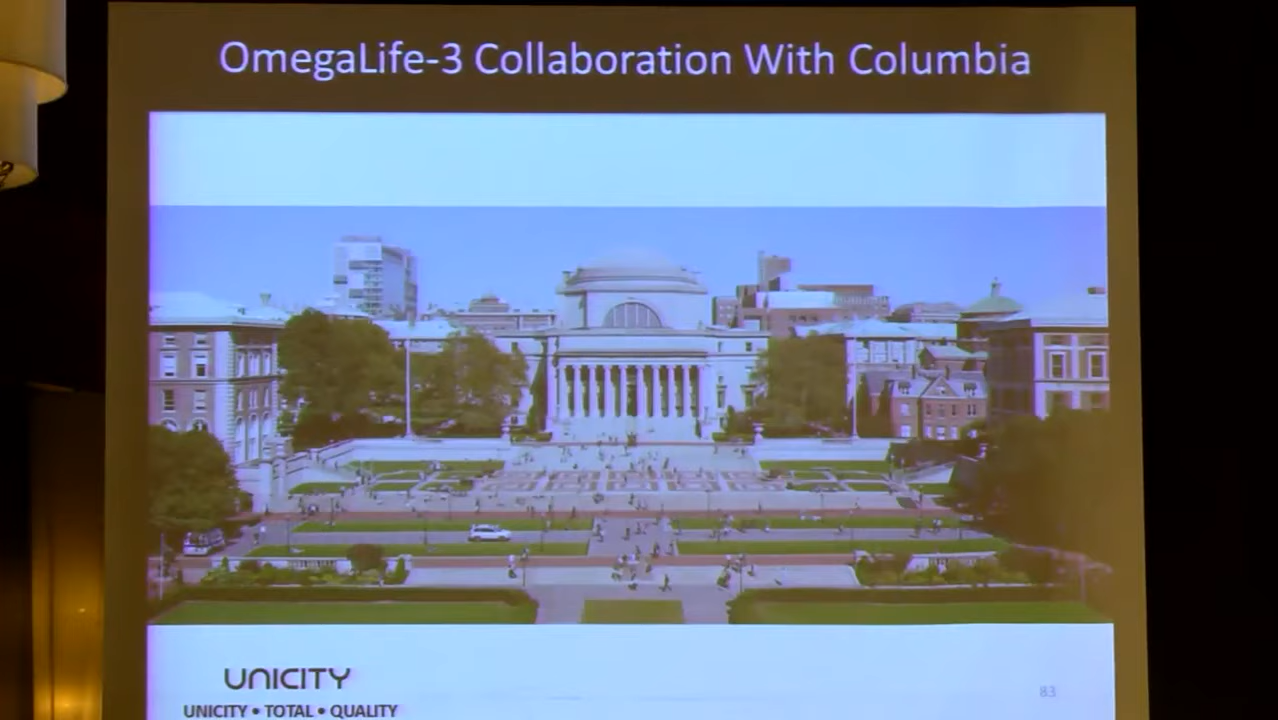 OmegaLife-3 Collaboration With Columbia
UNICITY
UNICITY • TOTAL • QUALITY
83